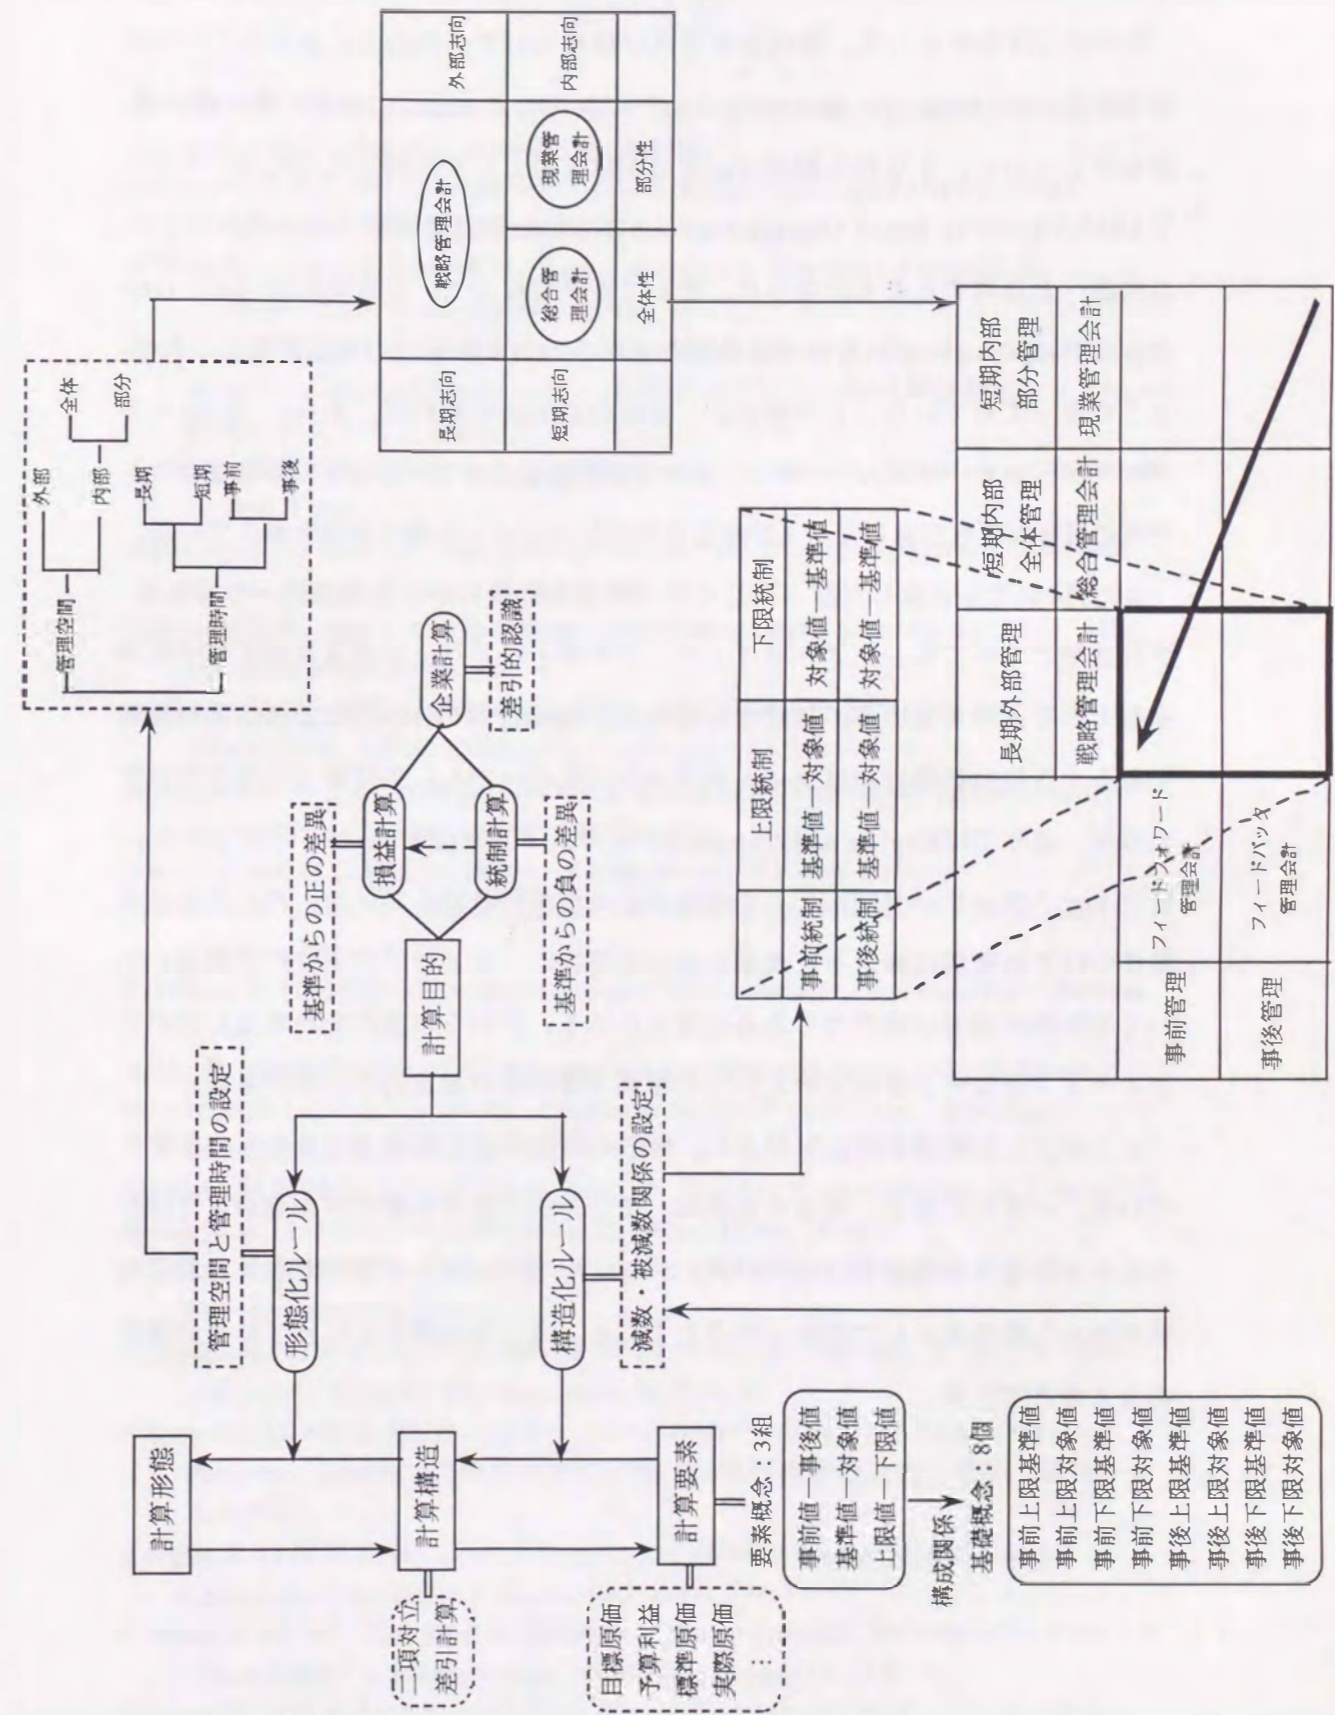 計算形態
計算構造
計算要素
二項対立
差引計算
目標原価
予算利益
標準原価
実際原価
:
要素概念：3組
事前値―事後値
基準値―対象値
上限値―下限値
構成関係
基礎概念：8個
事前上限基準値
事前上限対象値
事前下限基準値
事前下限対象値
事後上限基準値
事後上限対象値
事後下限基準値
事後下限対象値
管理空間と管理時間の設定
形態化ルール
構造化ルール
減数・被減数関係の設定
計算目的
基準からの正の差異
損益計算
統制計算
基準からの負の差異
企業計算
差引的認識
管理空間
外部
内部
全体
部分
管理時間
長期
短期
事前
事後
長期志向
戦略管理会計
外部志向
短期志向
総合管
理会計
現業管
理会計
内部志向
全体性
部分性
上限統制
下限統制
事前統制
基準値―対象値
対象値―基準値
事後統制
基準値―対象値
対象値―基準値
長期外部管理
戦略管理会計
短期内部
全体管理
総合管理会計
短期内部
部分管理
現業管理会計
事前管理
フィードフォワード
管理会計
事後管理
フィードバック
管理会計